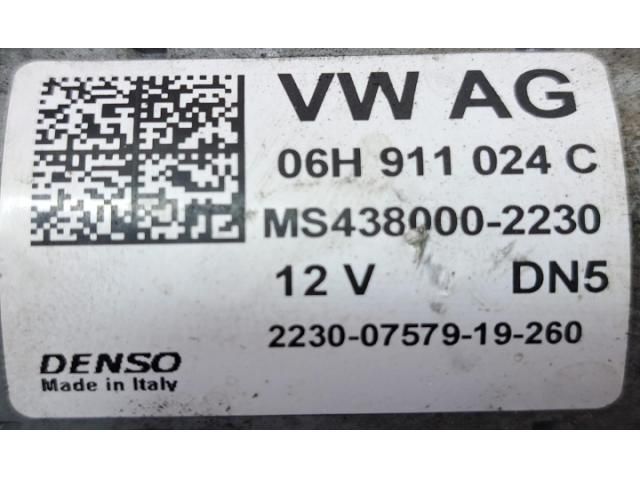 VW AG
06H 911 024 C
MS438000-2230
12 V DN5
2230-07579-19-260
DENSO
Made in Italy